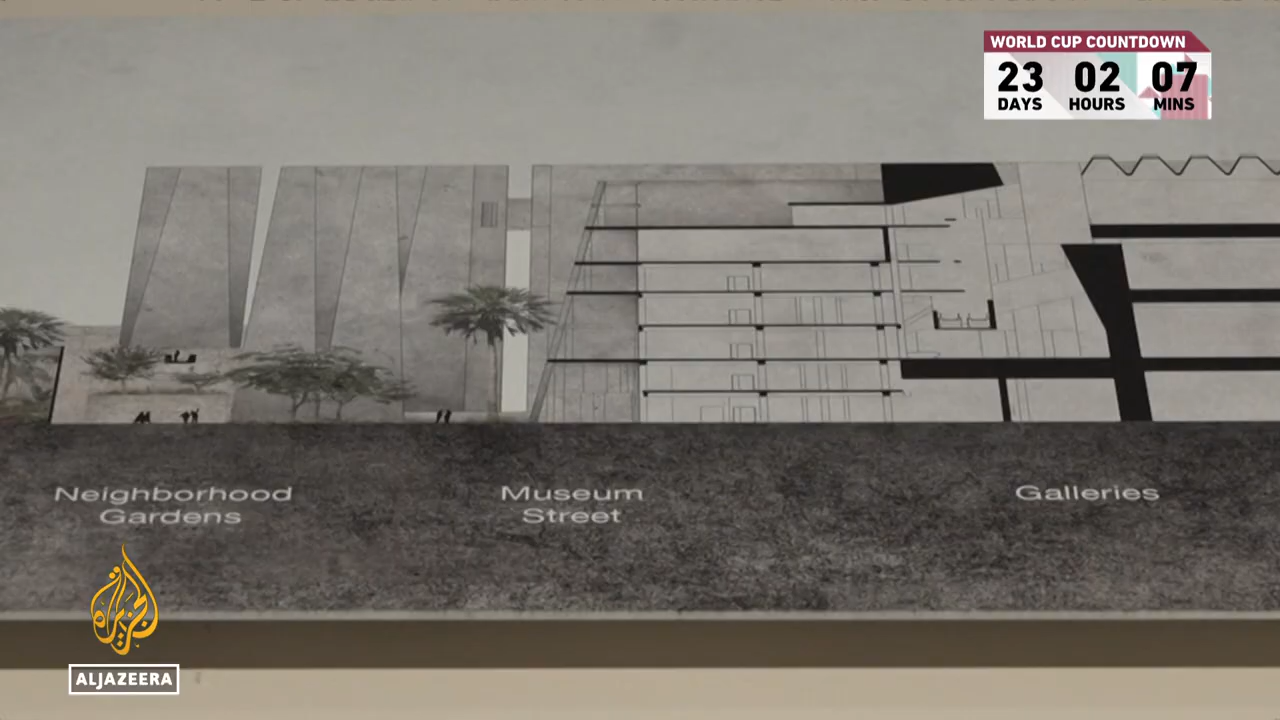 WORLD CUP COUNTDOWN
23 02 07
DAYS HOURS MINS
Neighborhood
Gardens
Museum
Street
Galleries
الجزيرة
ALJAZEERA